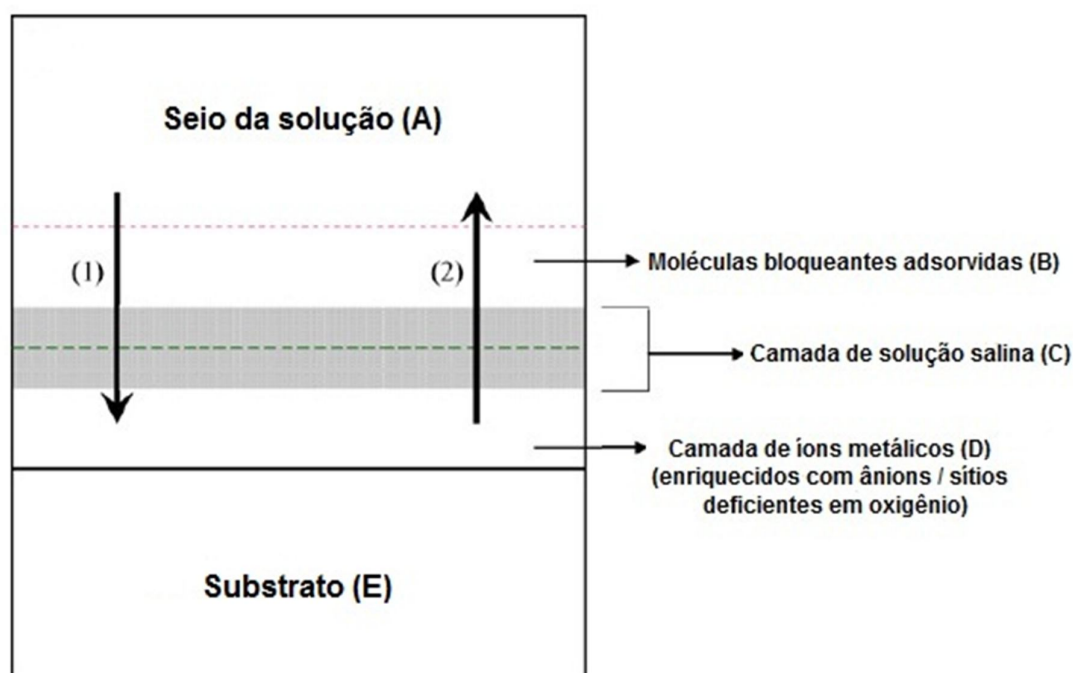 Seio da solução (A)
(1)
(2)
Moléculas bloqueantes adsorvidas (B)
Camada de solução salina (C)
Camada de íons metálicos (D)
(enriquecidos com ânions / sítios
deficientes em oxigênio)
Substrato (E)